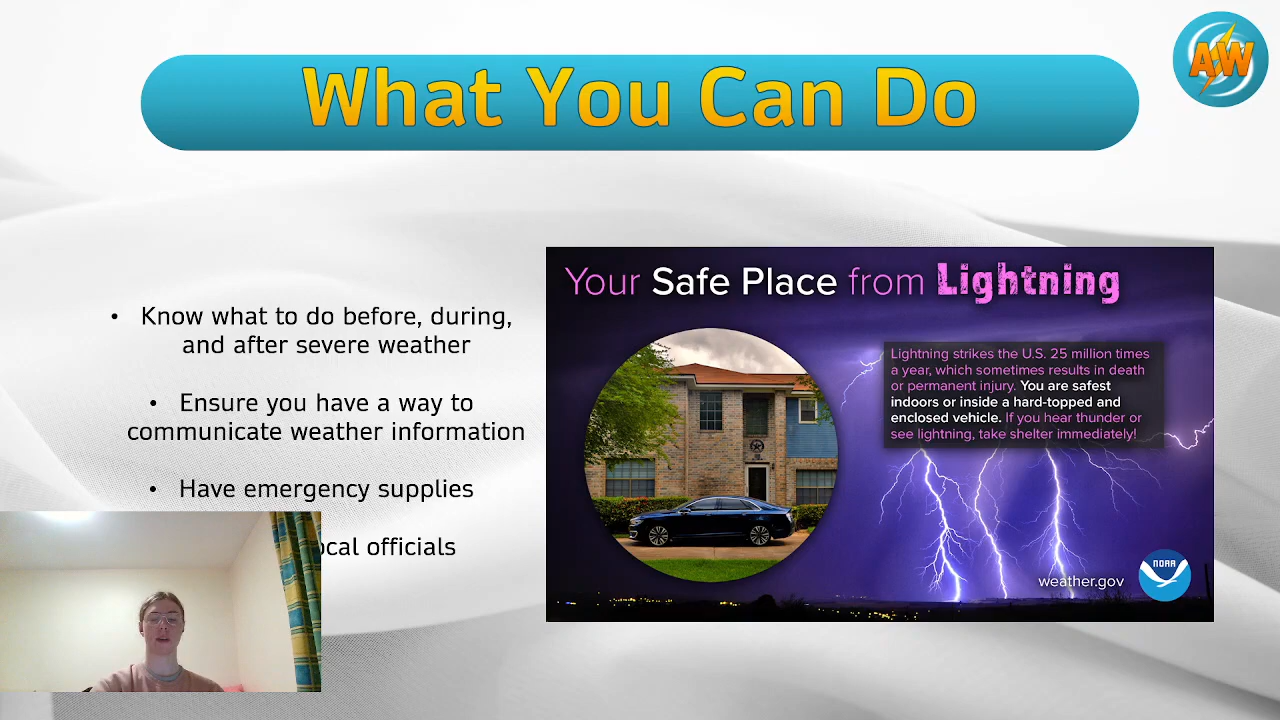 AW
What You Can Do
• Know what to do before, during,
and after severe weather
• Ensure you have a way to
communicate weather information
• Have emergency supplies
officials
Your Safe Place from Lightning
Lightning strikes the U.S. 25 million times
a year, which sometimes results in death
or permanent injury. You are safest
indoors or inside a hard-topped and
enclosed vehicle. If you hear thunder or
see lightning, take shelter immediately!
weather.gov
NOAA